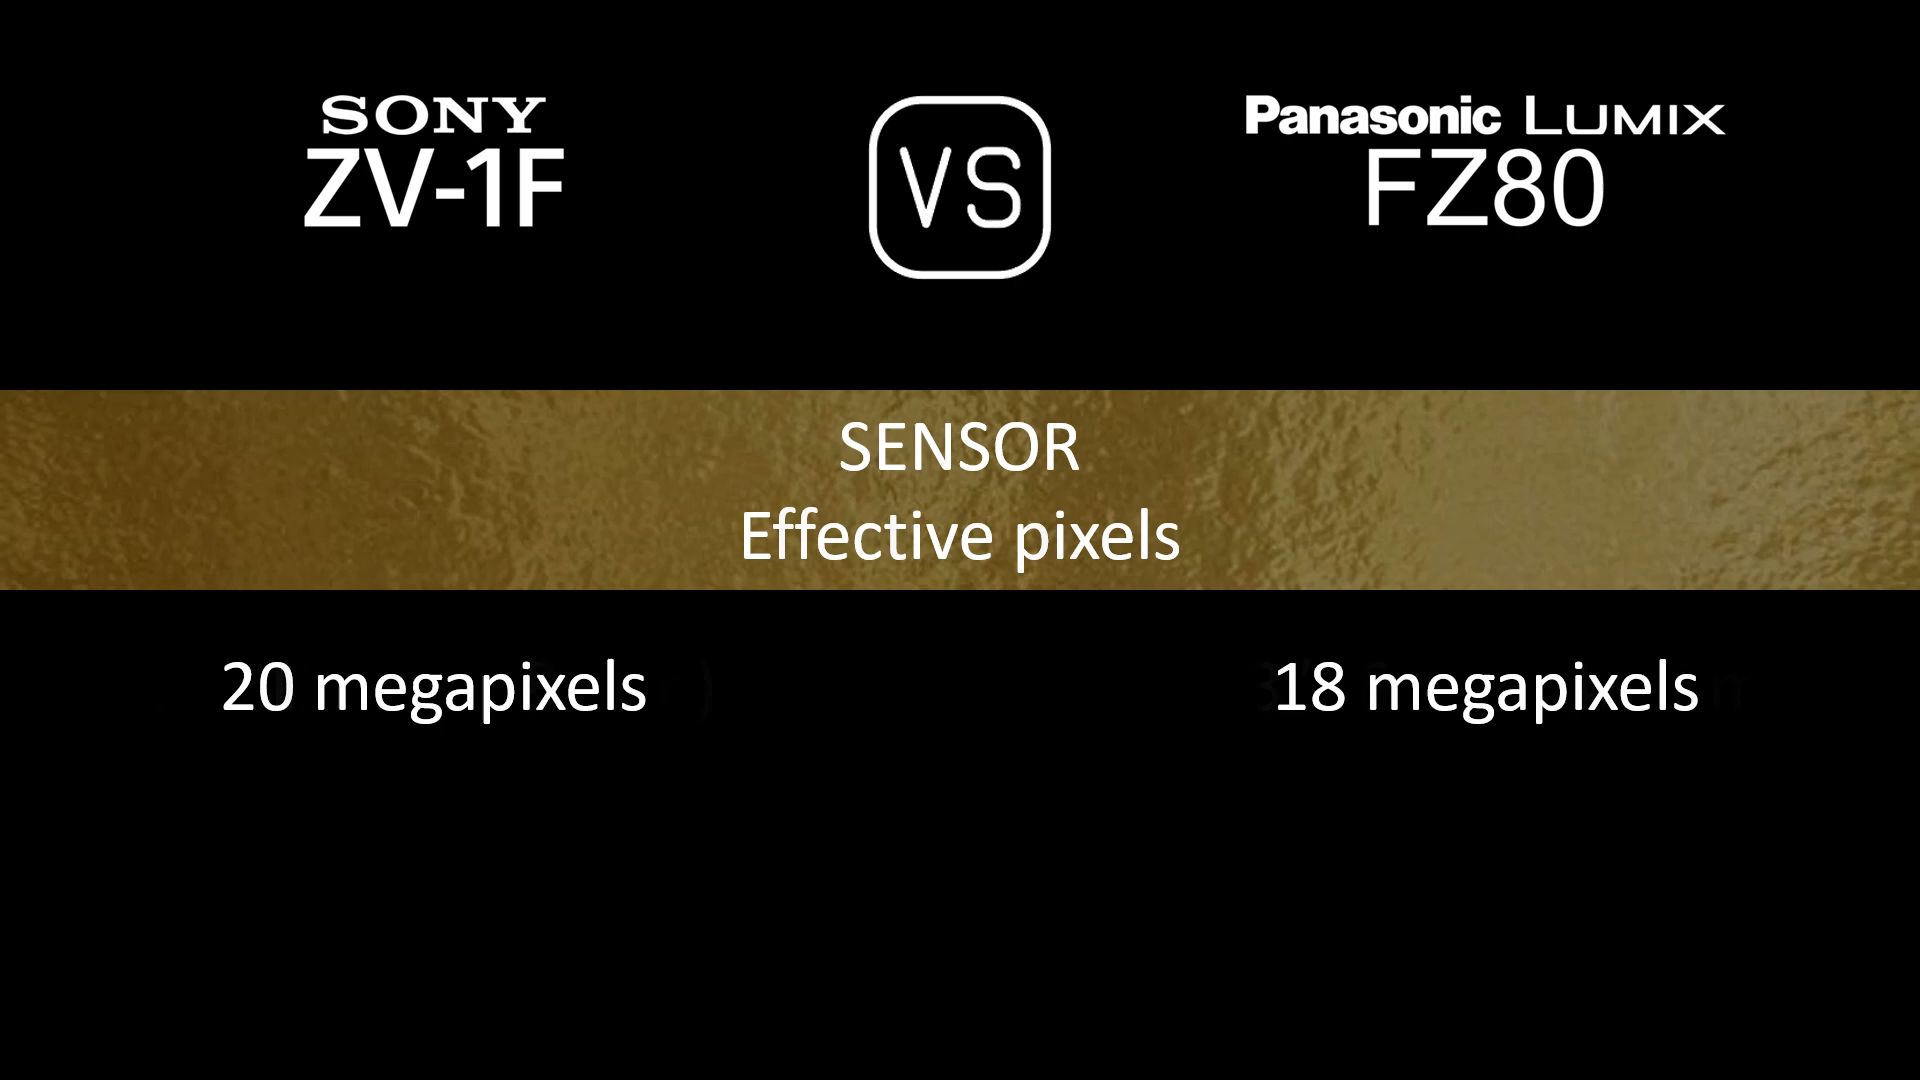 SONY
ZV-1F
VS
Panasonic LUMIX
FZ80
SENSOR
Effective pixels
20 megapixels
18 megapixels